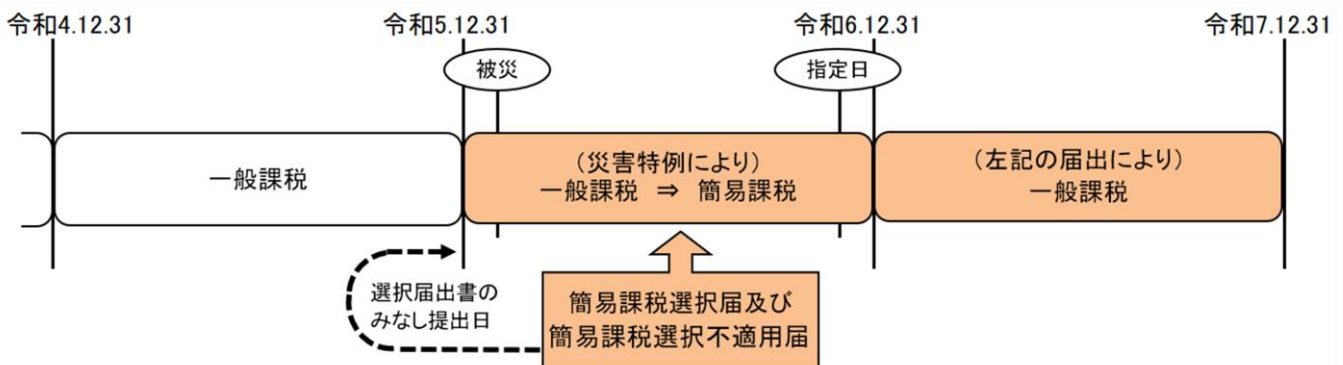 令和4.12.31
令和5.12.31
令和6.12.31
令和7.12.31
被災
指定日
一般課税
(災害特例により)
一般課税 ⇒ 簡易課税
(左記の届出により)
一般課税
選択届出書の
みなし提出日
簡易課税選択届及び
簡易課税選択不適用届